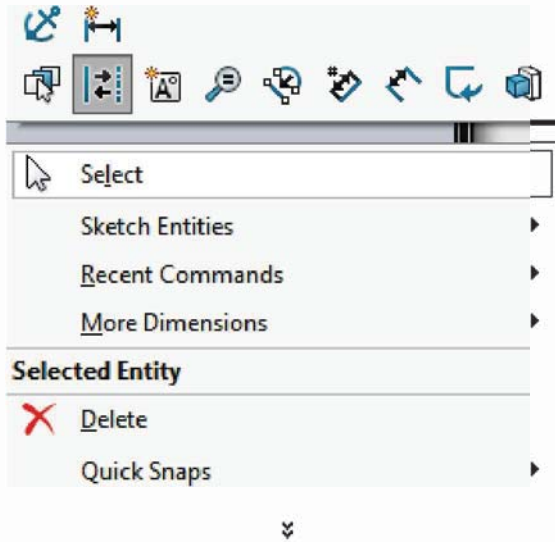 Select
Sketch Entities
Recent Commands
More Dimensions
Selected Entity
Delete
Quick Snaps